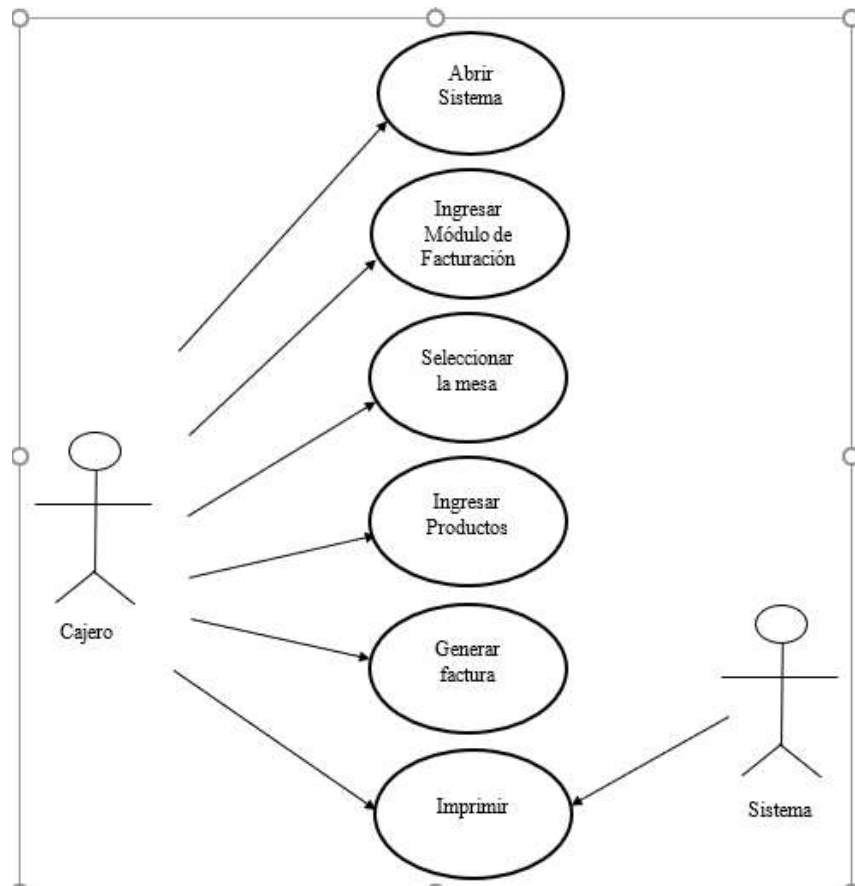 Abrir
Sistema
Ingresar
Módulo de
Facturación
Seleccionar
la mesa
Ingresar
Productos
Cajero
Generar
factura
Imprimir
Sistema